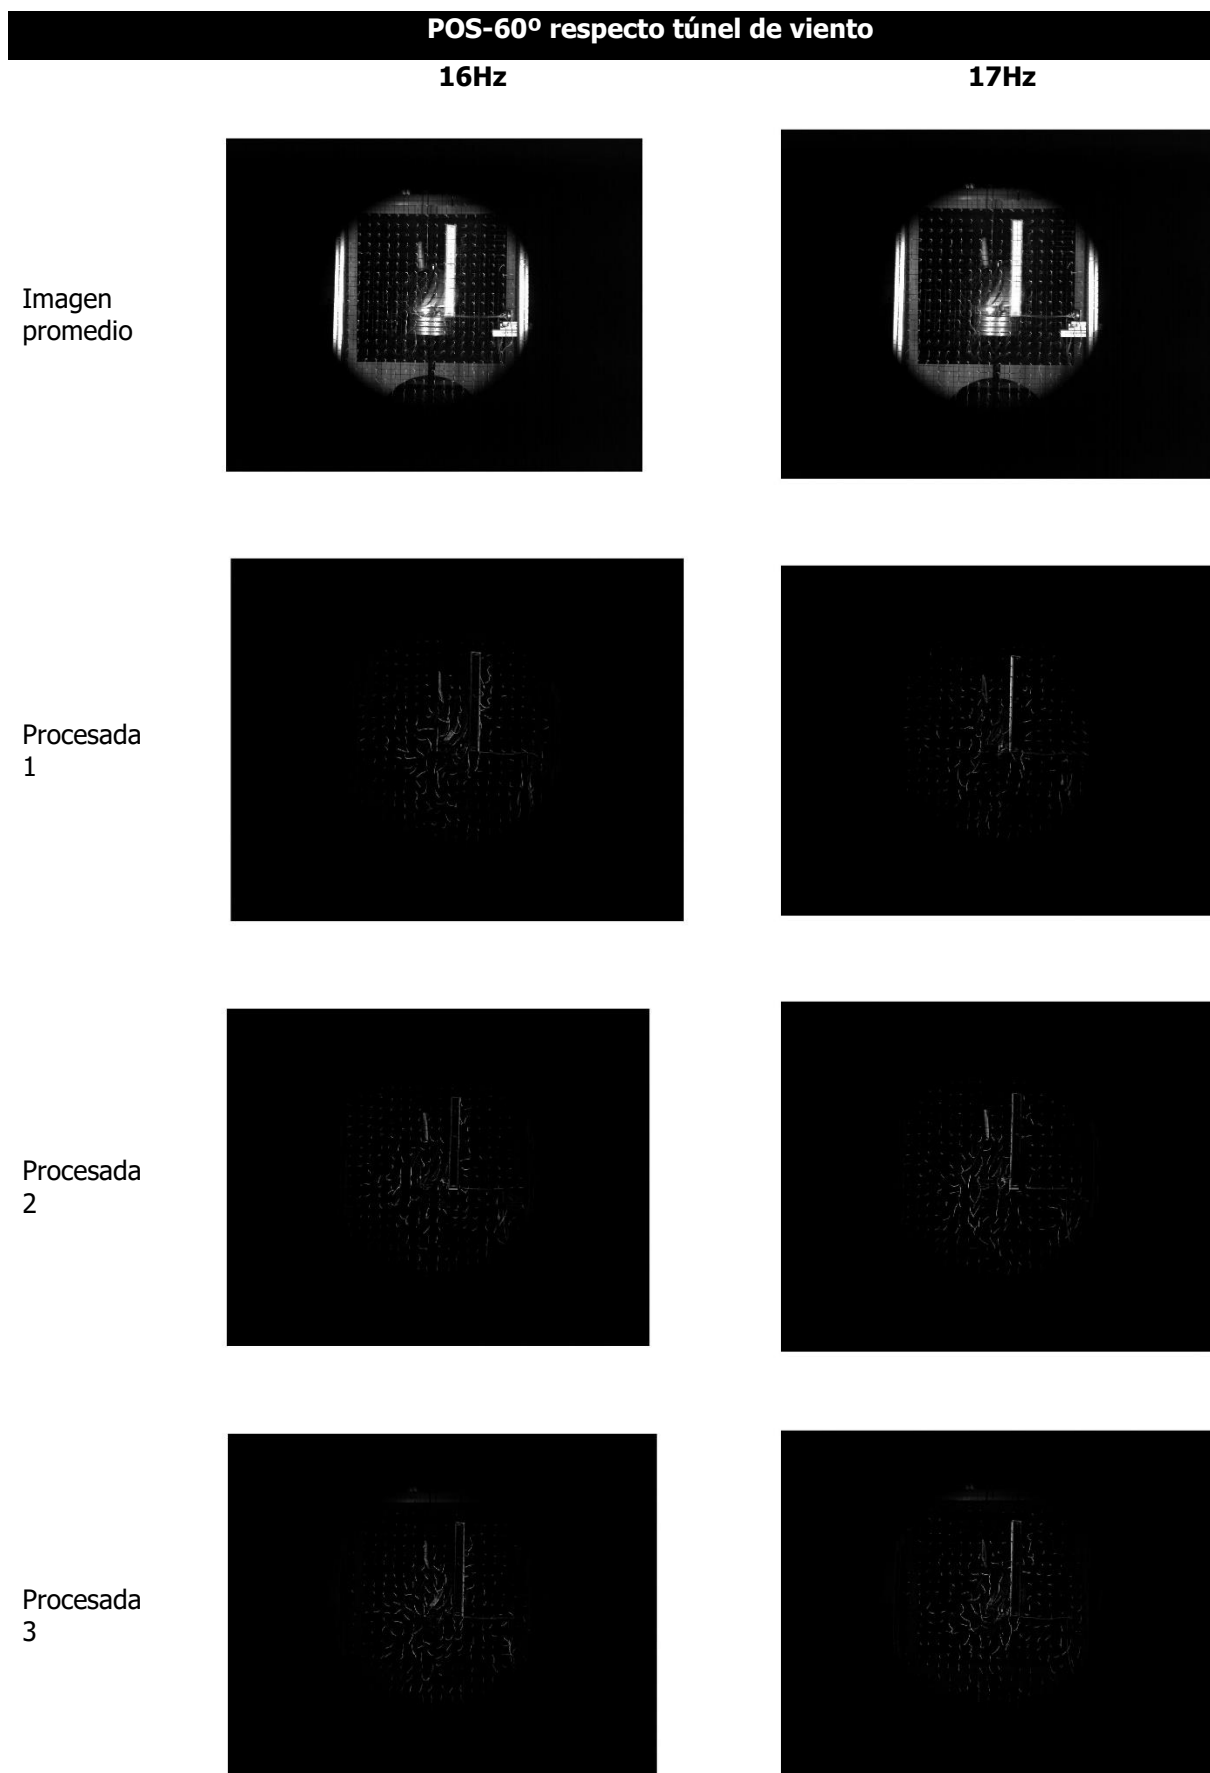 POS-60º respecto túnel de viento
16Hz 17Hz
Imagen
promedio
Procesada
1
Procesada
2
Procesada
3